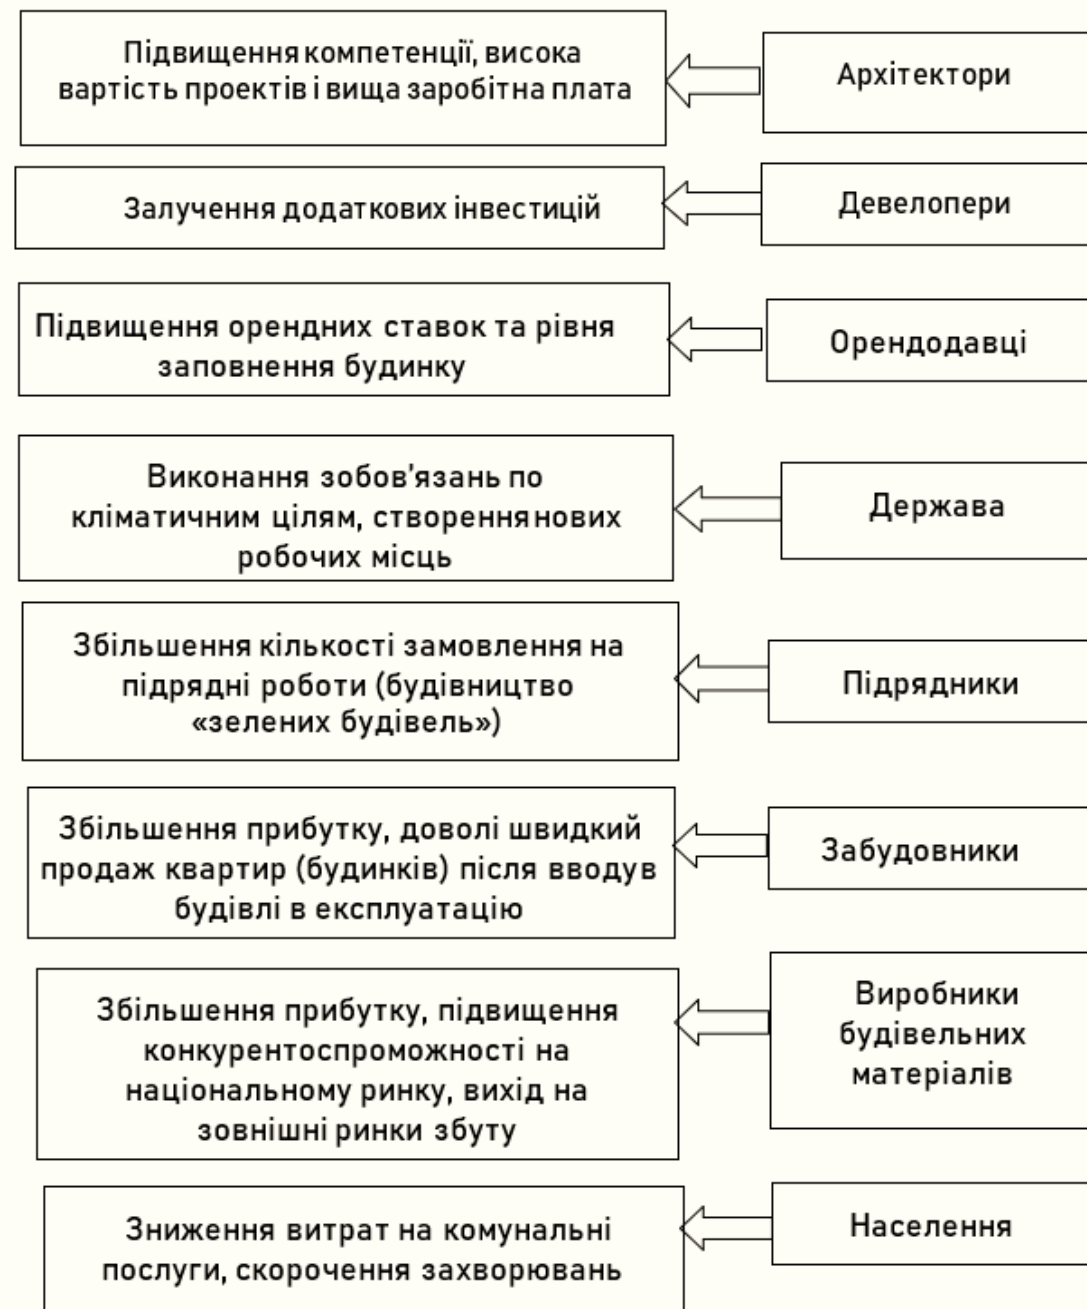 Підвищення компетенції, висока
вартість проектів і вища заробітна плата
Архітектори
Залучення додаткових інвестицій
Девелопери
Підвищення орендних ставок та рівня
заповнення будинку
Орендодавці
Виконання зобов'язань по
кліматичним цілям, створення нових
робочих місць
Держава
Збільшення кількості замовлення на
підрядні роботи (будівництво
«зелених будівель»)
Підрядники
Збільшення прибутку, доволі швидкий
продаж квартир (будинків) після вводув
будівлі в експлуатацію
Забудовники
Збільшення прибутку, підвищення
конкурентоспроможності на
національному ринку, вихід на
зовнішні ринки збуту
Виробники
будівельних
матеріалів
Зниження витрат на комунальні
послуги, скорочення захворювань
Населення